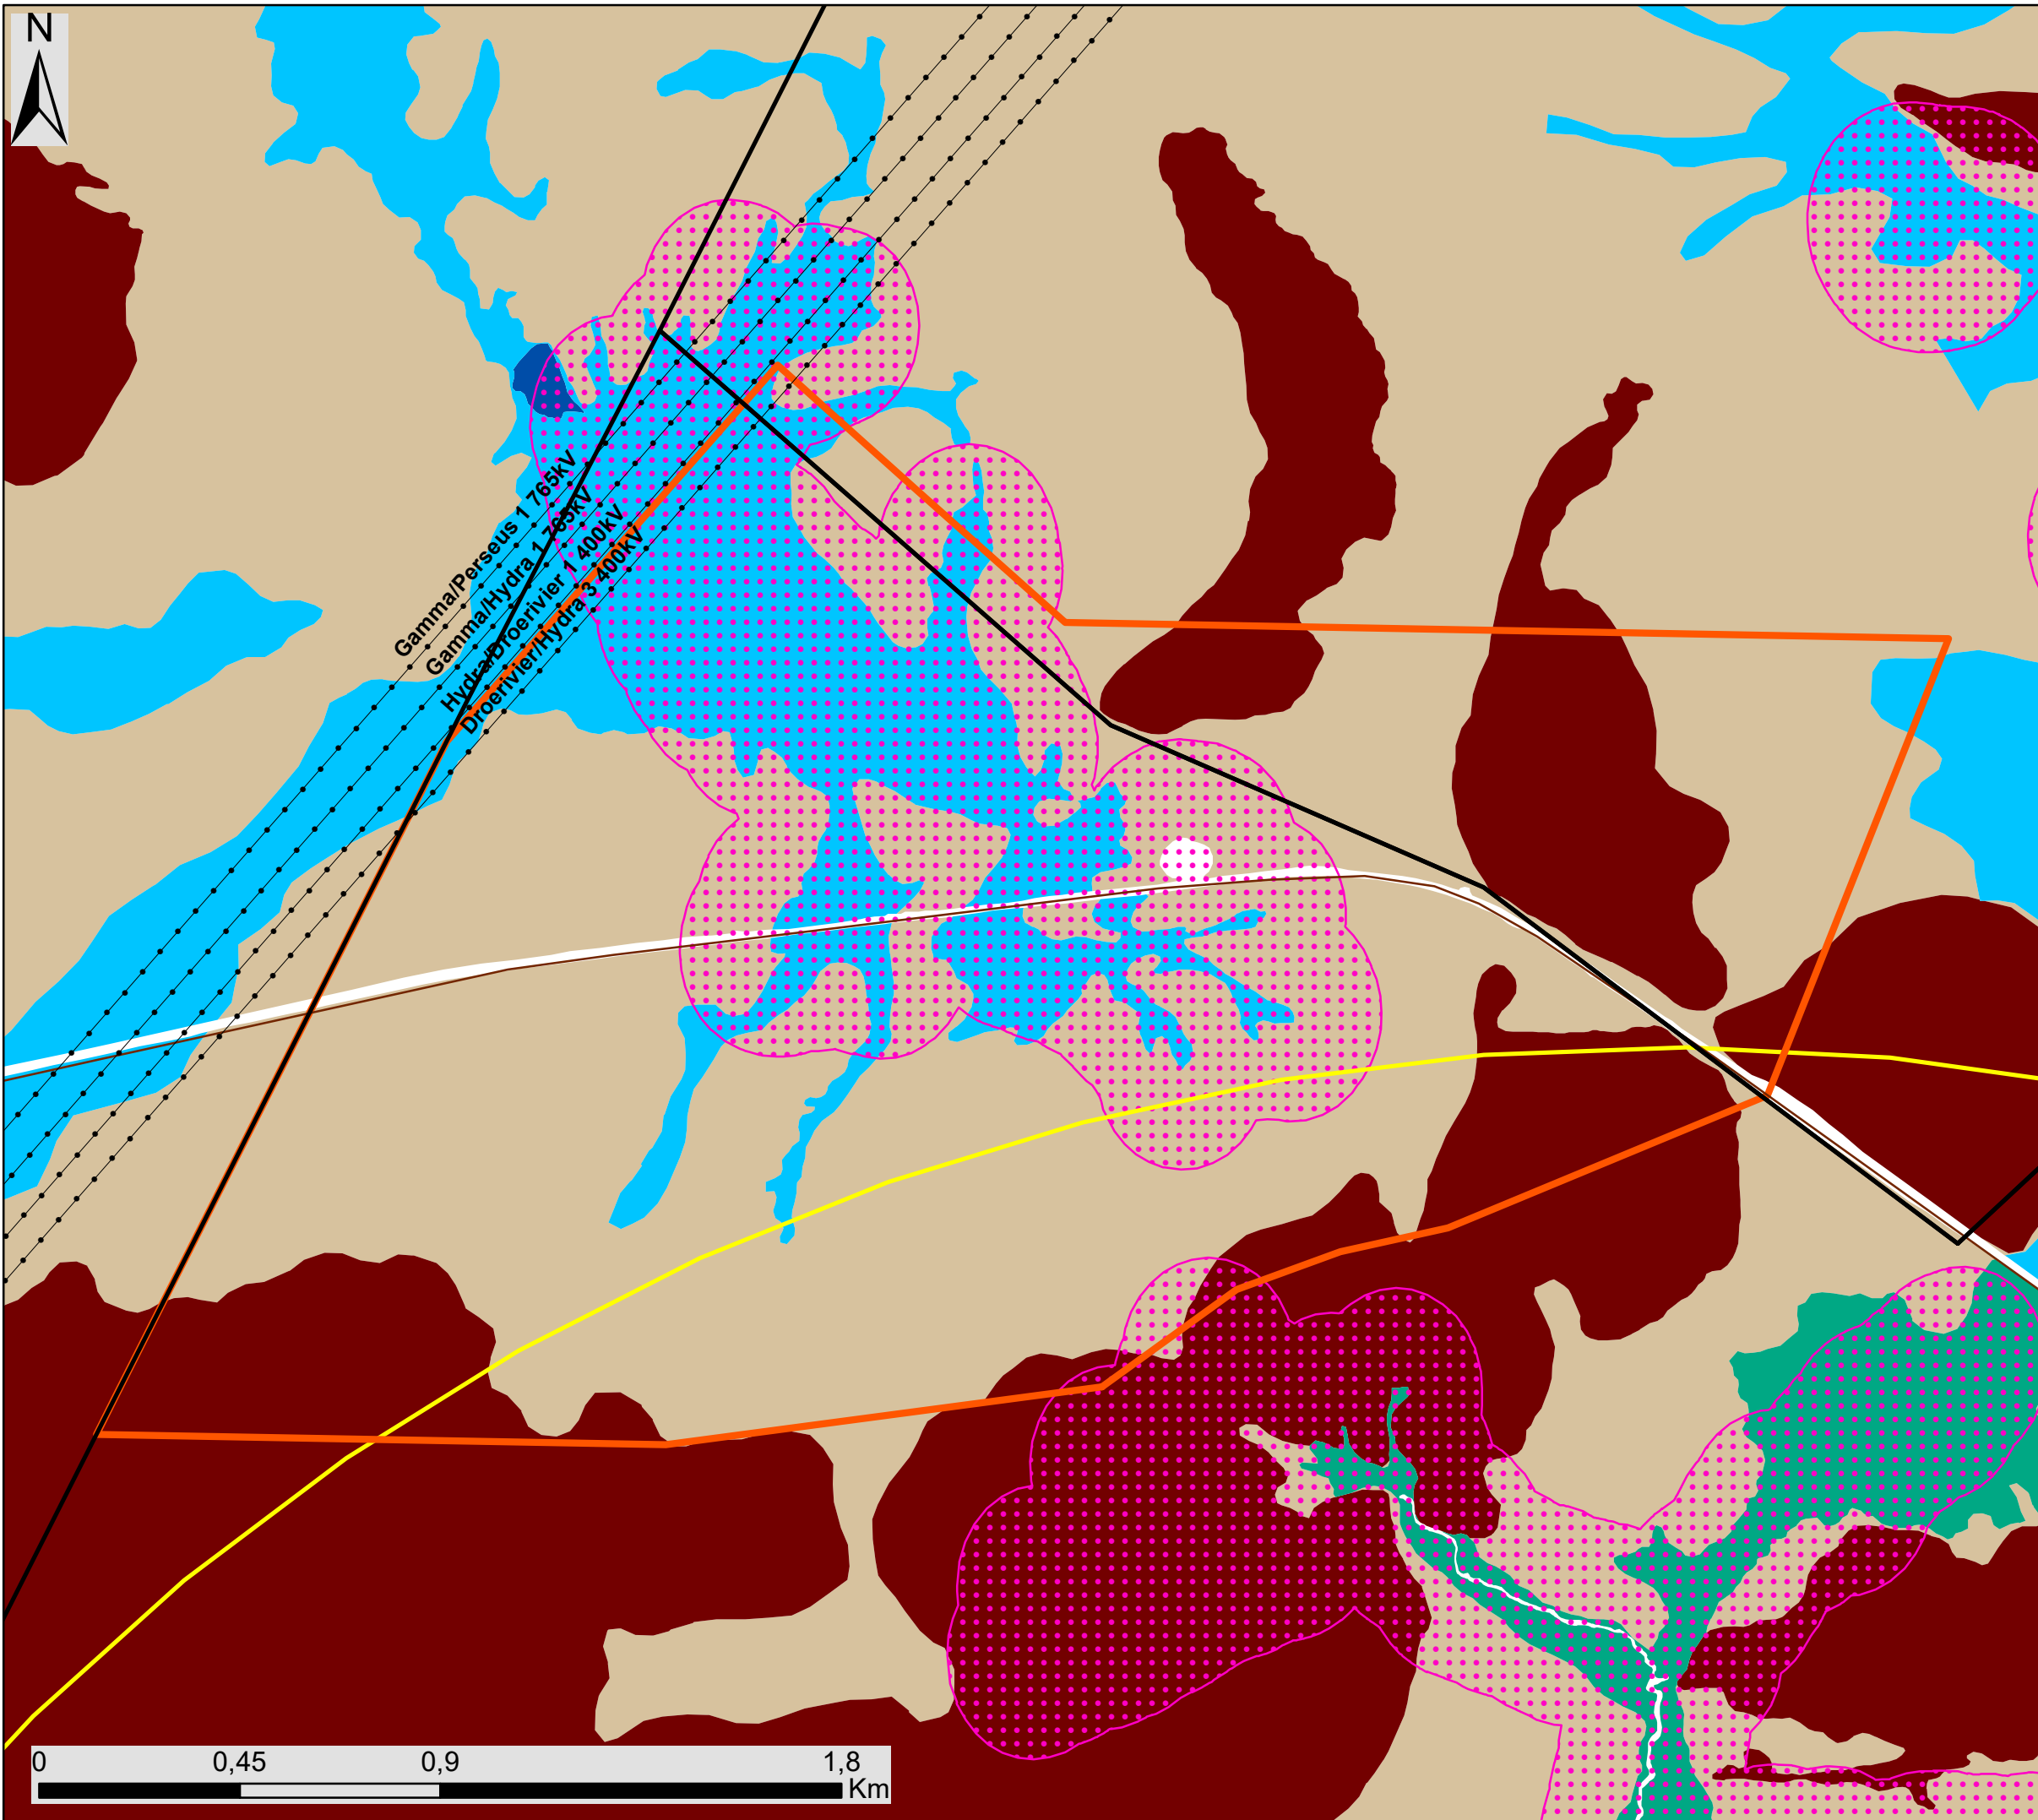 N
Gamma/Perseus 1 765kV
Gamma/Hydra 1 765kV
Hydra/Droerivier 1 400kV
Droerivier/Hydra 3 400kV
0 0,45 0,9 1,8
Km